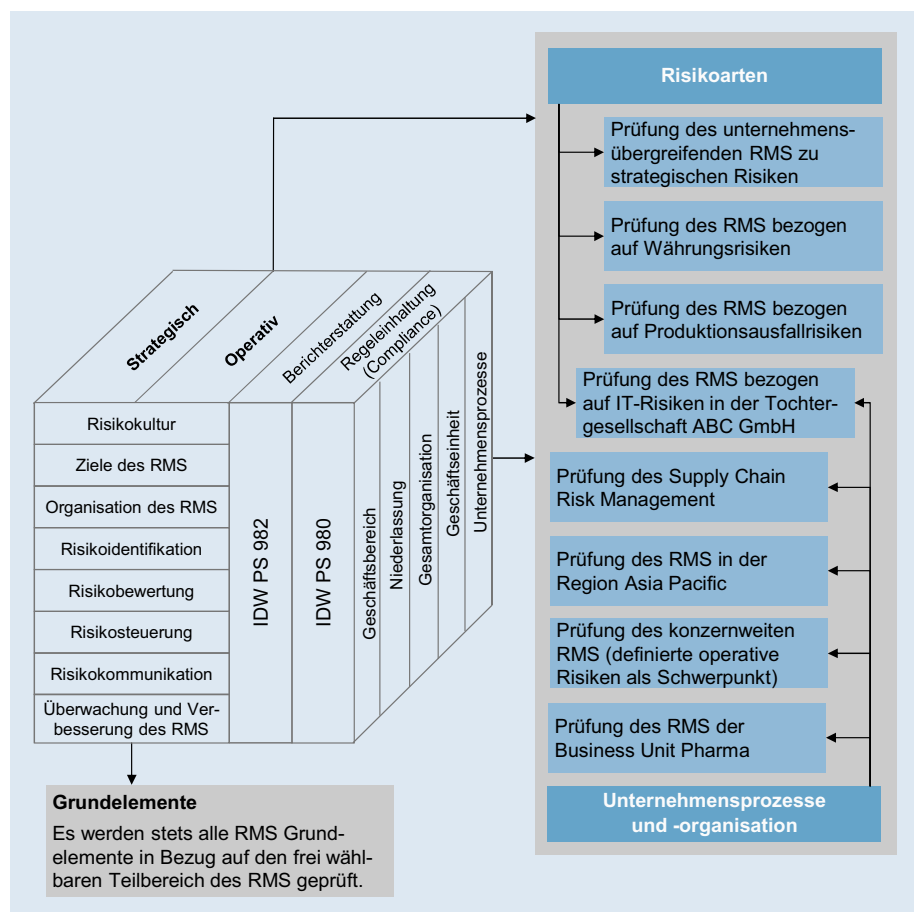 Risikoarten
Prüfung des unternehmens-
übergreifenden RMS zu
strategischen Risiken
Prüfung des RMS bezogen
auf Währungsrisiken
Prüfung des RMS bezogen
auf Produktionsausfallrisiken
Prüfung des RMS bezogen
auf IT-Risiken in der Tochter-
gesellschaft ABC GmbH
Prüfung des Supply Chain
Risk Management
Prüfung des RMS in der
Region Asia Pacific
Prüfung des konzernweiten
RMS (definierte operative
Risiken als Schwerpunkt)
Prüfung des RMS der
Business Unit Pharma
Unternehmensprozesse
und -organisation
Strategisch
Operativ
Berichterstattung
Regeleinhaltung
(Compliance)
Risikokultur
Ziele des RMS
Organisation des RMS
Risikoidentifikation
Risikobewertung
Risikosteuerung
Risikokommunikation
Überwachung und Ver-
besserung des RMS
IDW PS 982
IDW PS 980
Geschäftsbereich
Niederlassung
Gesamtorganisation
Geschäftseinheit
Unternehmensprozesse
Grundelemente
Es werden stets alle RMS Grund-
elemente in Bezug auf den frei wähl-
baren Teilbereich des RMS geprüft.